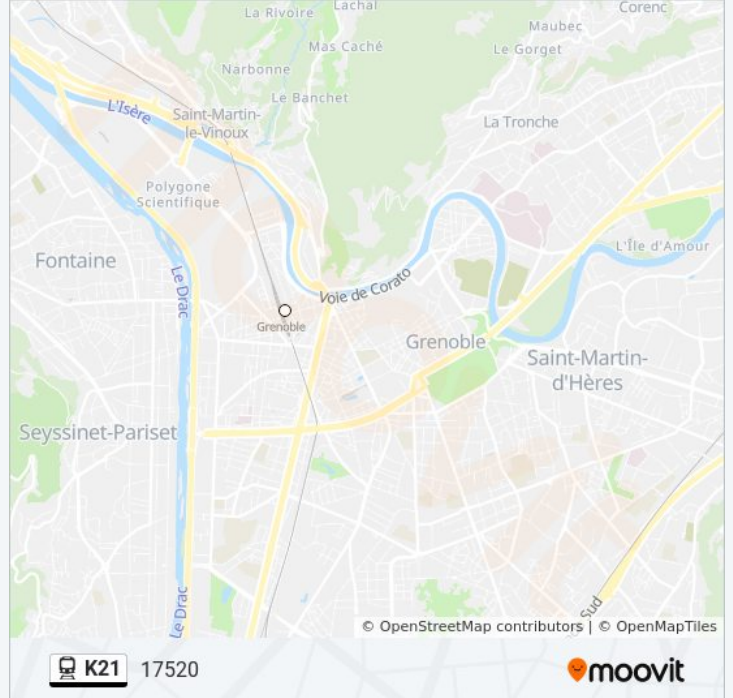 La Rivoire
Lachal
Corenc
Maubec
Mas Caché
Le Gorget
Narbonne
Le Banchet
L'Isère
Saint-Martin-
le-Vinoux
La Tronche
Polygone
Scientifique
L'Île d'Amour
Fontaine
Le Drac
Voie de Corato
Grenoble
Grenoble
Saint-Martin-
d'Hères
Seyssinet-Pariset
Le Drac
Sud
© OpenStreetMap contributors | © OpenMapTiles
K21 17520
moovit